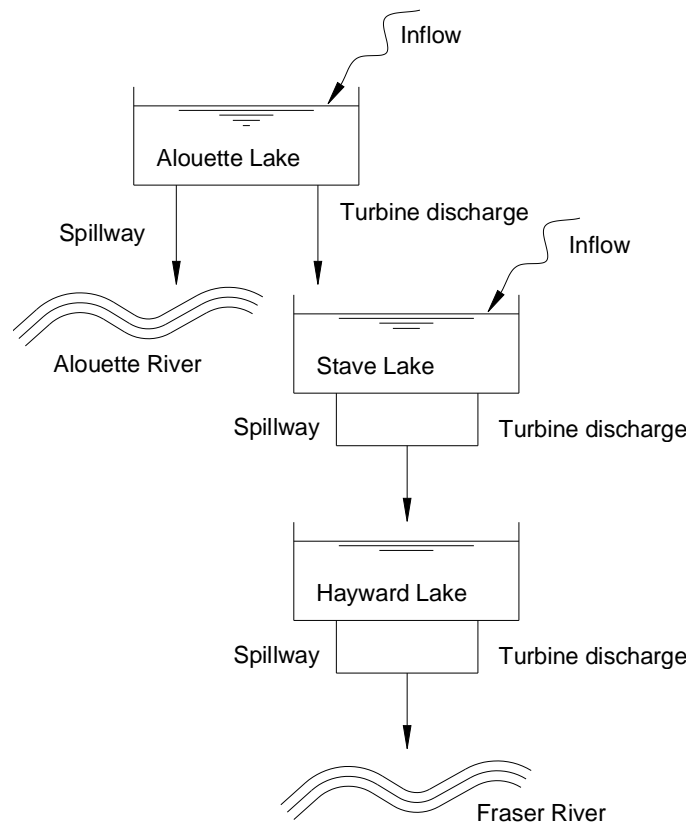 Inflow
Alouette Lake
Turbine discharge
Spillway
Inflow
Alouette River
Stave Lake
Spillway
Turbine discharge
Hayward Lake
Spillway
Turbine discharge
Fraser River